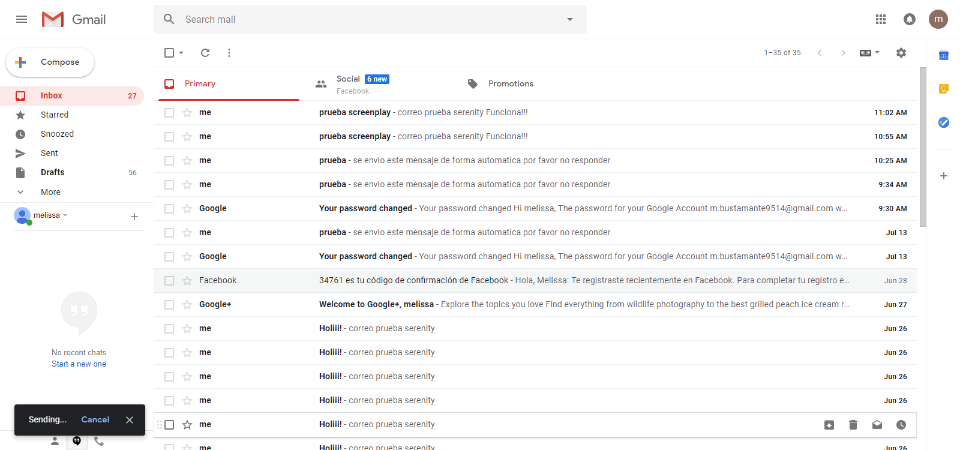 Gmail
Search mail
m
Compose
1–35 of 35
31
Primary
Social 6 new
Facebook
Promotions
Inbox 27
Starred
Snoozed
Sent
Drafts 56
More
melissa
No recent chats
Start a new one
me prueba screenplay - correo prueba serenity Funciona!!! 11:02 AM
me prueba screenplay - correo prueba serenity Funciona!!! 10:55 AM
me prueba - se envio este mensaje de forma automatica por favor no responder 10:25 AM
me prueba - se envio este mensaje de forma automatica por favor no responder 9:34 AM
Google Your password changed - Your password changed Hi melissa, The password for your Google Account m.bustamante9514@gmail.com w... 9:30 AM
me prueba - se envio este mensaje de forma automatica por favor no responder Jul 13
Google Your password changed - Your password changed Hi melissa, The password for your Google Account m.bustamante9514@gmail.com w... Jul 13
Facebook 34761 es tu código de confirmación de Facebook - Hola, Melissa: Te registraste recientemente en Facebook. Para completar tu registro e... Jun 28
Google+ Welcome to Google+, melissa - Explore the topics you love Find everything from wildlife photography to the best grilled peach ice cream r... Jun 27
me Holiii! - correo prueba serenity Jun 26
me Holiii! - correo prueba serenity Jun 26
me Holiii! - correo prueba serenity Jun 26
me Holiii! - correo prueba serenity Jun 26
me Holiii! - correo prueba serenity
me Holiii! - correo prueba serenity Jun 26
Sending... Cancel